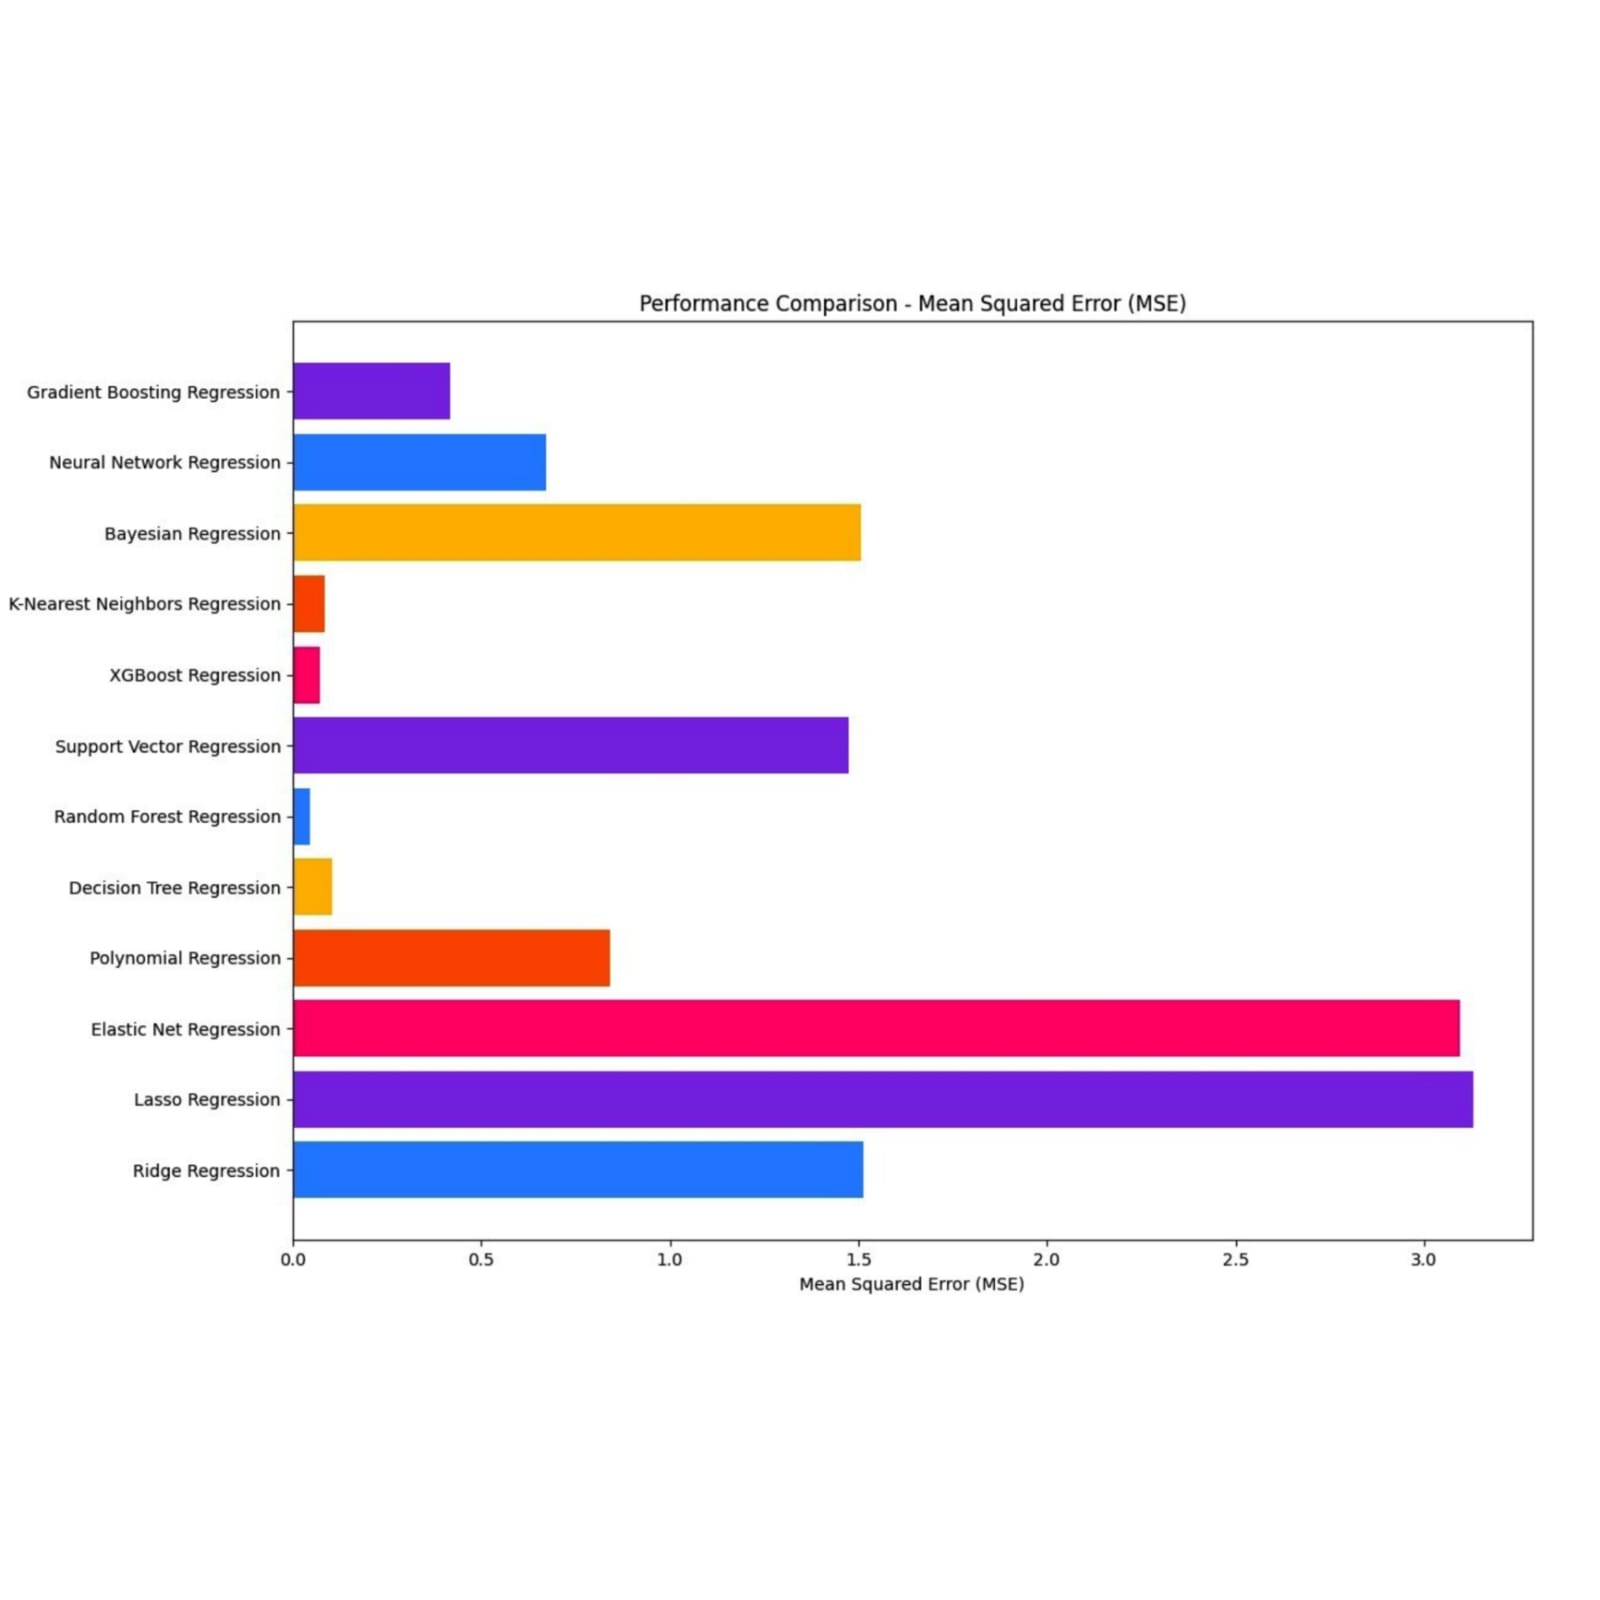 Performance Comparison - Mean Squared Error (MSE)
Gradient Boosting Regression
Neural Network Regression
Bayesian Regression
K-Nearest Neighbors Regression
XGBoost Regression
Support Vector Regression
Random Forest Regression
Decision Tree Regression
Polynomial Regression
Elastic Net Regression
Lasso Regression
Ridge Regression
0.0 0.5 1.0 1.5 2.0 2.5 3.0
Mean Squared Error (MSE)